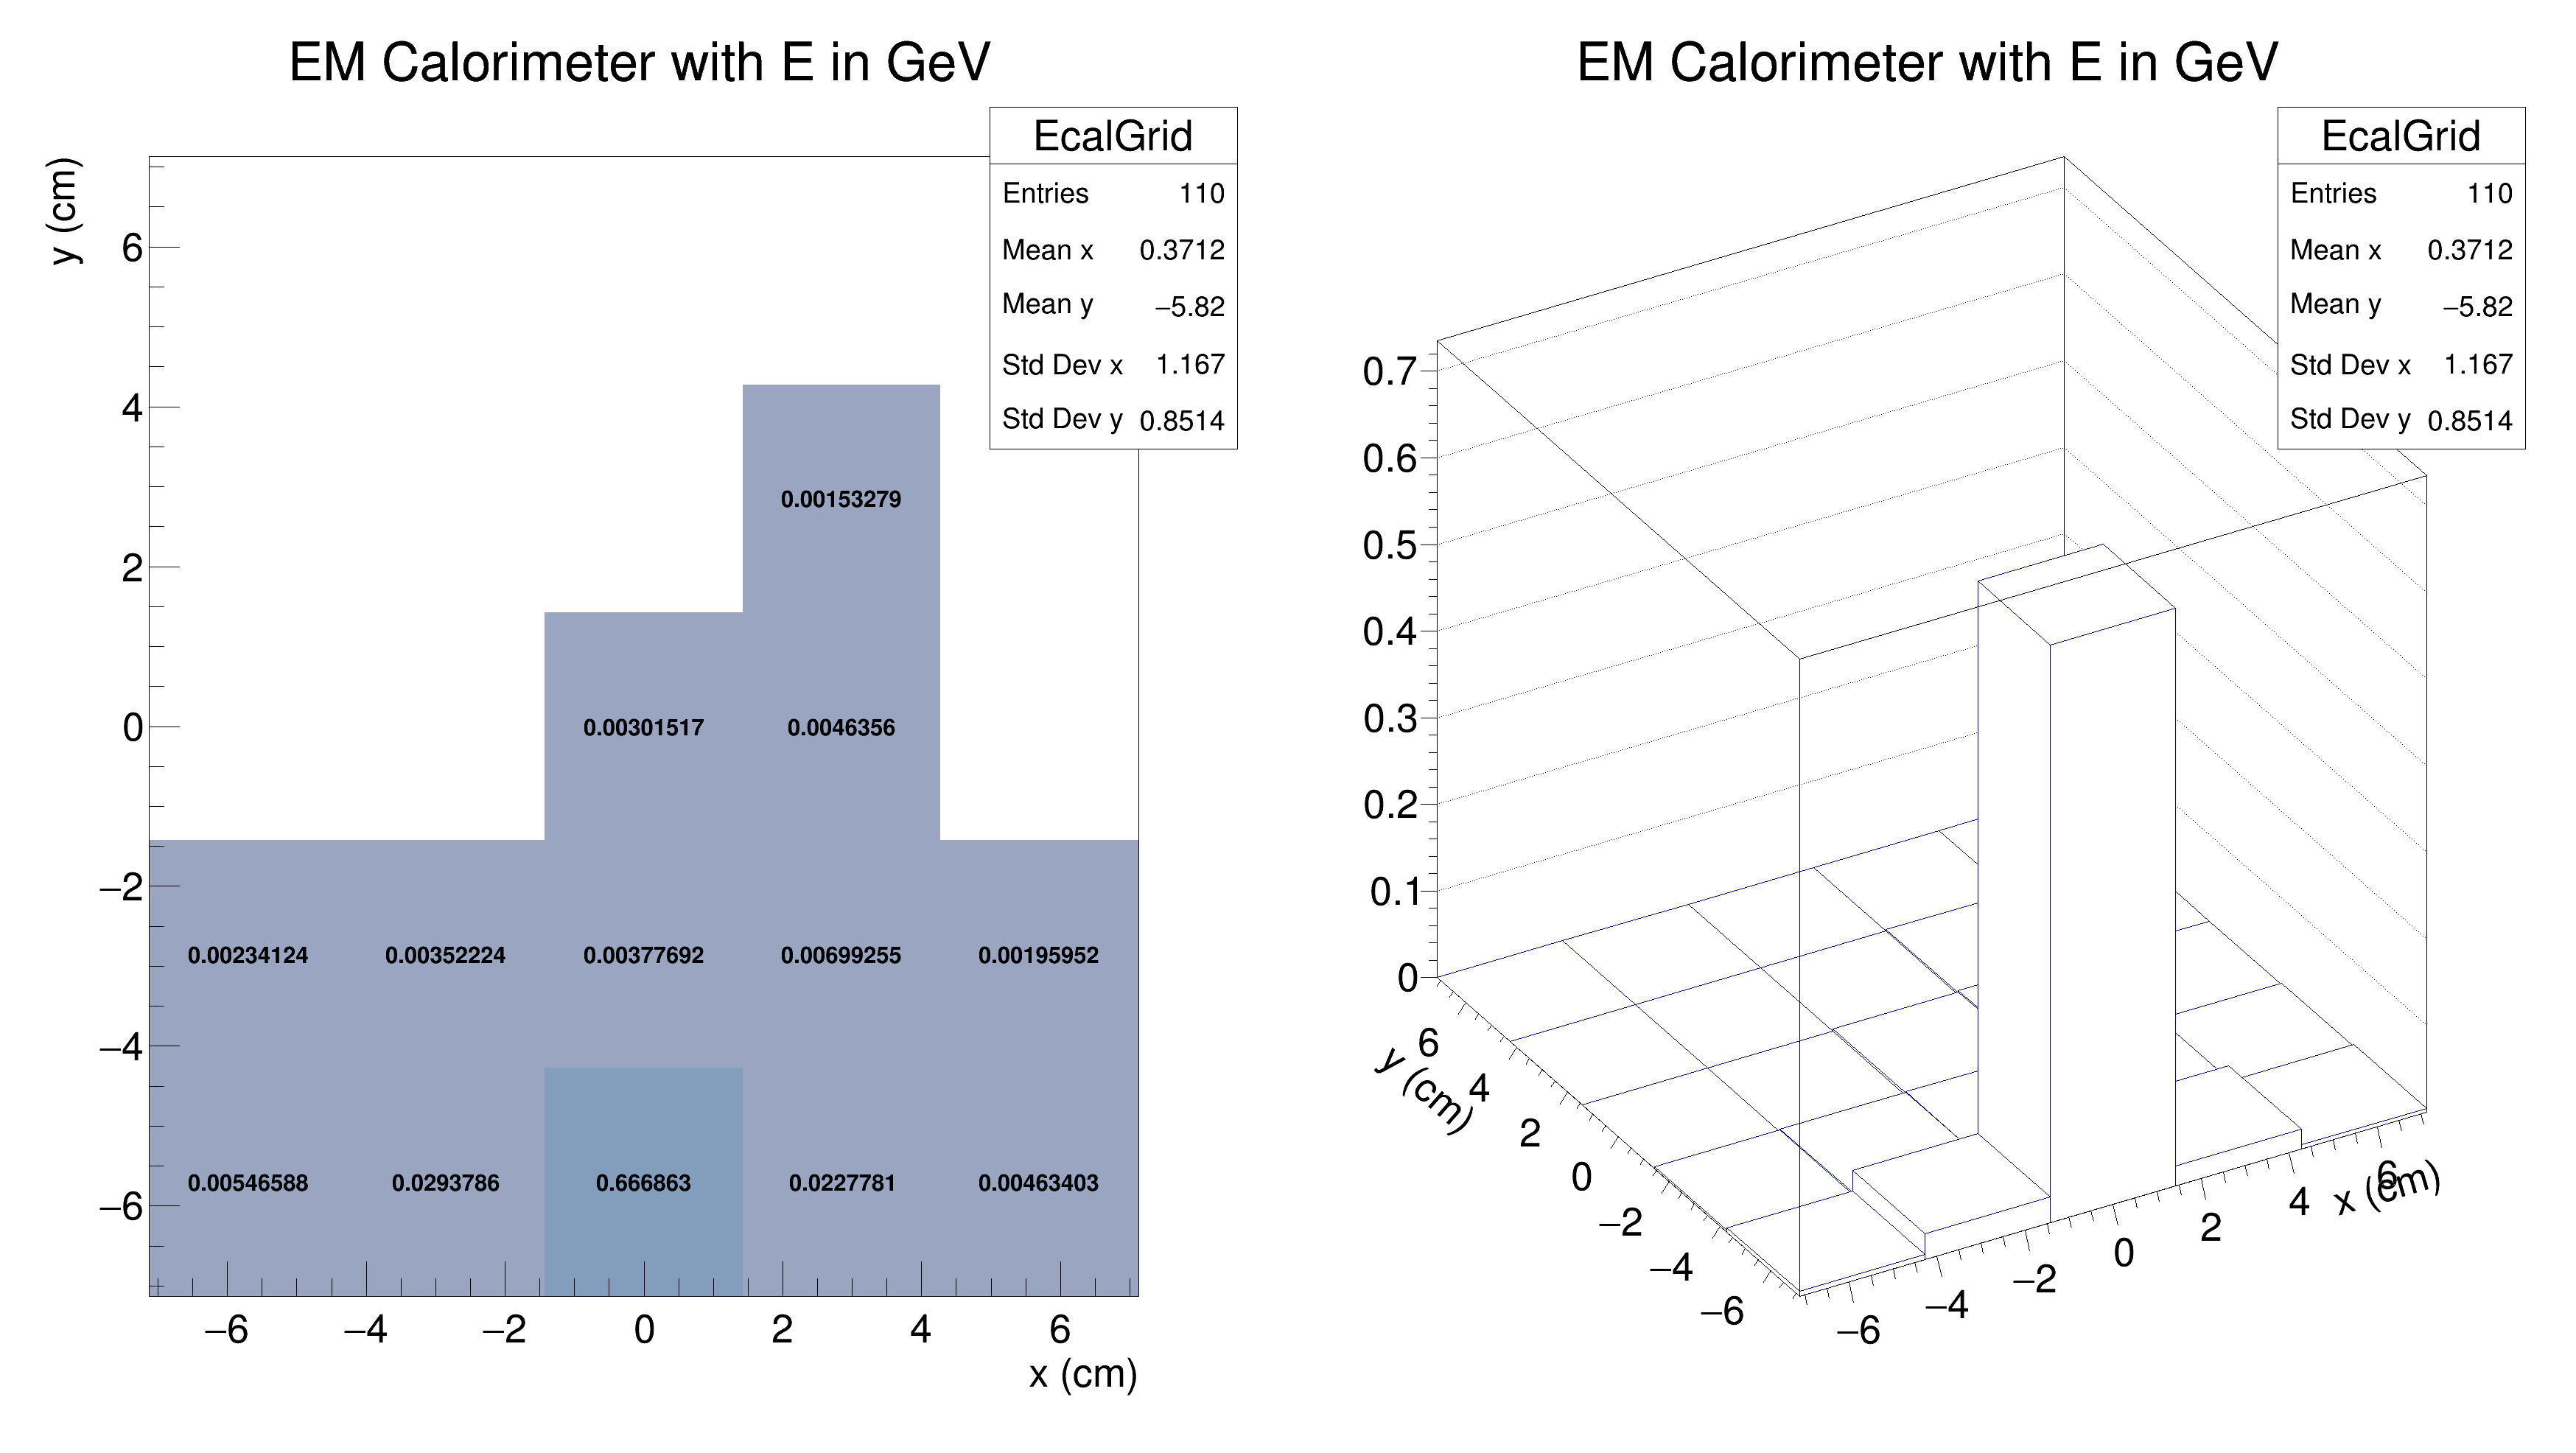 EM Calorimeter with E in GeV
EcalGrid
Entries 110
Mean x 0.3712
Mean y −5.82
Std Dev x 1.167
Std Dev y 0.8514
y (cm)
6
4
2
0
−2
−4
−6
0.00153279
0.00301517 0.0046356
0.00234124 0.00352224 0.00377692 0.00699255 0.00195952
0.00546588 0.0293786 0.666863 0.0227781 0.00463403
−6 −4 −2 0 2 4 6
x (cm)
EM Calorimeter with E in GeV
EcalGrid
Entries 110
Mean x 0.3712
Mean y −5.82
Std Dev x 1.167
Std Dev y 0.8514
0.7
0.6
0.5
0.4
0.3
0.2
0.1
0
y (cm)
6
4
2
0
−2
−4
−6
−6 −4 −2 0 2 4 6
x (cm)